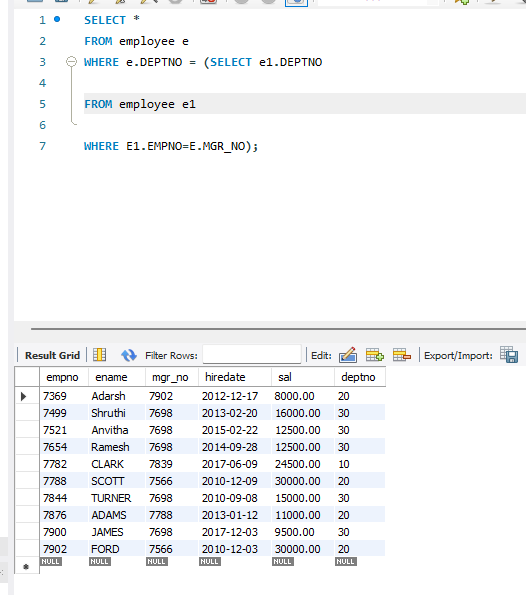 1 SELECT *
2 FROM employee e
3 WHERE e.DEPTNO = (SELECT e1.DEPTNO
4
5 FROM employee e1
6
7 WHERE E1.EMPNO=E.MGR_NO);
Result Grid Filter Rows: Edit: Export/Import:
empno ename mgr_no hiredate sal deptno
7369 Adarsh 7902 2012-12-17 8000.00 20
7499 Shruthi 7698 2013-02-20 16000.00 30
7521 Anvitha 7698 2015-02-22 12500.00 30
7654 Ramesh 7698 2014-09-28 12500.00 30
7782 CLARK 7839 2017-06-09 24500.00 10
7788 SCOTT 7566 2010-12-09 30000.00 20
7844 TURNER 7698 2010-09-08 15000.00 30
7876 ADAMS 7788 2013-01-12 11000.00 20
7900 JAMES 7698 2017-12-03 9500.00 30
7902 FORD 7566 2010-12-03 30000.00 20
NULL NULL NULL NULL NULL NULL